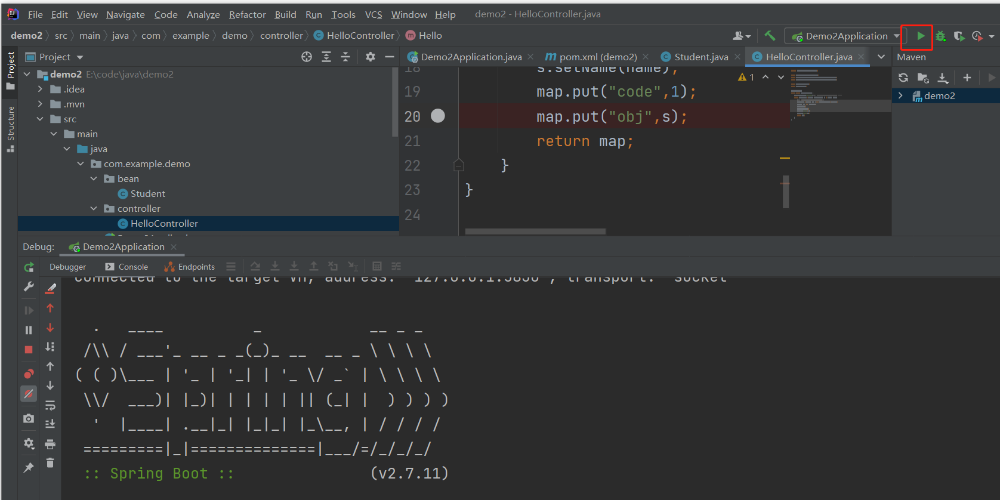 File Edit View Navigate Code Analyze Refactor Build Run Tools VCS Window Help demo2 - HelloController.java
demo2 src main java com example demo controller HelloController Hello
Demo2Application
Project
Demo2Application.java pom.xml (demo2) Student.java HelloController.java
Maven
Project
Structure
demo2 E:\code\java\demo2
.idea
.mvn
src
main
java
com.example.demo
bean
Student
controller
HelloController
18 s.setName(name);
1
19 map.put("code",1);
20 map.put("obj",s);
21 return map;
22 }
23 }
24
demo2
Debug: Demo2Application
Debugger Console Endpoints
Connected to the target VM, address: transport: 'socket'
  .   ____          _            __ _ _
 /\\ / ___'_ __ _ _(_)_ __  __ _ \ \ \ \
( ( )\___ | '_ | '_| | '_ \/ _` | \ \ \ \
 \\/  ___)| |_)| | | | | || (_| |  ) ) ) )
  '  |____| .__|_| |_|_| |_\__, | / / / /
 =========|_|==============|___/=/_/_/_/
 :: Spring Boot ::                (v2.7.11)